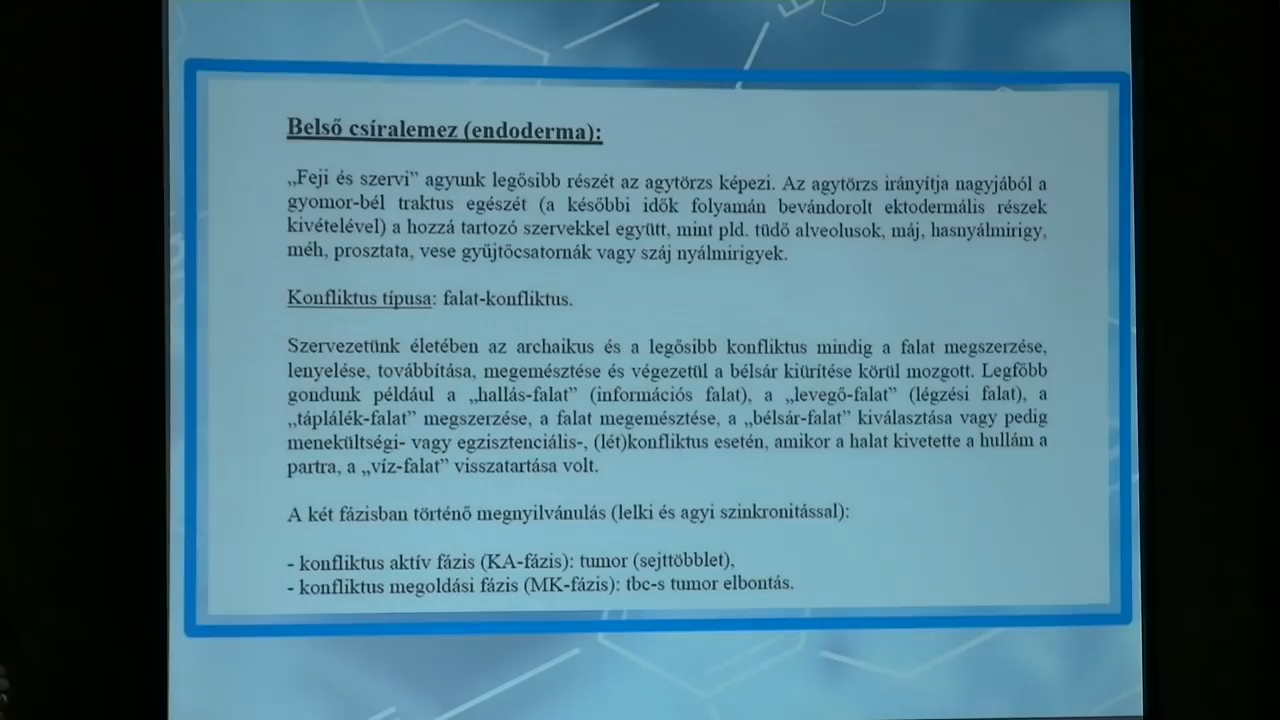 Belső csíralemez (endoderma):
„Feji és szervi” agyunk legősibb részét az agytörzs képezi. Az agytörzs irányítja nagyjából a
gyomor-bél traktus egészét (a későbbi idők folyamán bevándorolt ektodermális részek
kivételével) a hozzá tartozó szervekkel együtt, mint pld. tüdő alveolusok, máj, hasnyálmirigy,
méh, prosztata, vese gyűjtőcsatornák vagy száj nyálmirigyek.
Konfliktus típusa: falat-konfliktus.
Szervezetünk életében az archaikus és a legősibb konfliktus mindig a falat megszerzése,
lenyelése, továbbítása, megemésztése és végezetül a bélsár kiürítése körül mozgott. Legfőbb
gondunk például a „hallás-falat” (információs falat), a „levegő-falat” (légzési falat), a
„táplálék-falat” megszerzése, a falat megemésztése, a „bélsár-falat” kiválasztása vagy pedig
menekültségi- vagy egzisztenciális-, (lét)konfliktus esetén, amikor a halat kivetette a hullám a
partra, a „víz-falat” visszatartása volt.
A két fázisban történő megnyilvánulás (lelki és agyi szinkronitással):
- konfliktus aktív fázis (KA-fázis): tumor (sejttöbblet),
- konfliktus megoldási fázis (MK-fázis): tbc-s tumor elbontás.